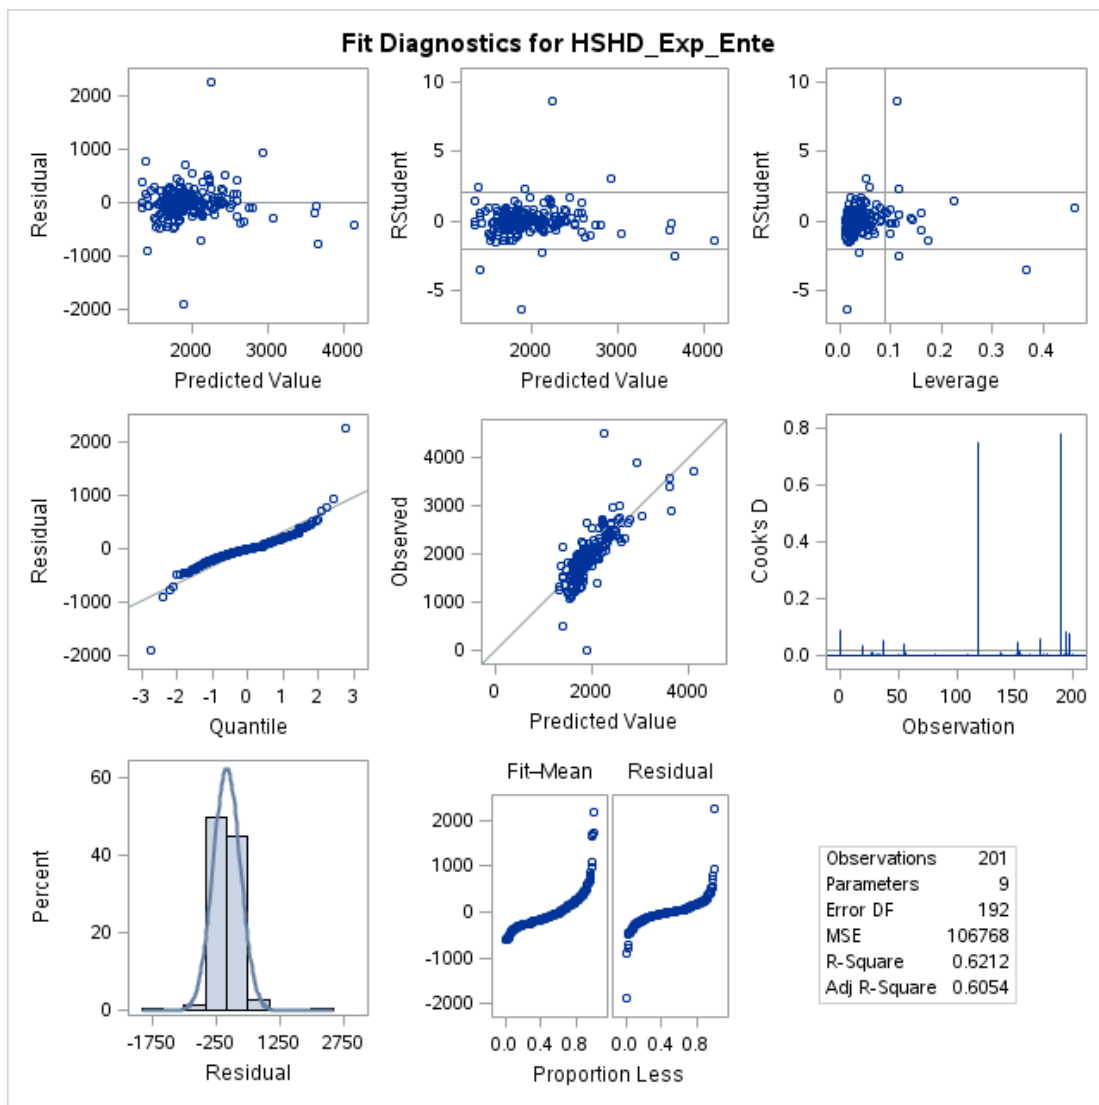 Fit Diagnostics for HSHD_Exp_Ente
2000
1000
0
-1000
-2000
Residual
2000 3000 4000
Predicted Value
10
5
0
-5
RStudent
2000 3000 4000
Predicted Value
10
5
0
-5
RStudent
0.0 0.1 0.2 0.3 0.4
Leverage
2000
1000
0
-1000
-2000
Residual
-3 -2 -1 0 1 2 3
Quantile
4000
3000
2000
1000
0
Observed
0 2000 4000
Predicted Value
0.8
0.6
0.4
0.2
0.0
Cook's D
0 50 100 150 200
Observation
60
40
20
0
Percent
-1750 -250 1250 2750
Residual
Fit–Mean Residual
2000
1000
0
-1000
-2000
0.0 0.4 0.8 0.0 0.4 0.8
Proportion Less
Observations 201
Parameters 9
Error DF 192
MSE 106768
R-Square 0.6212
Adj R-Square 0.6054